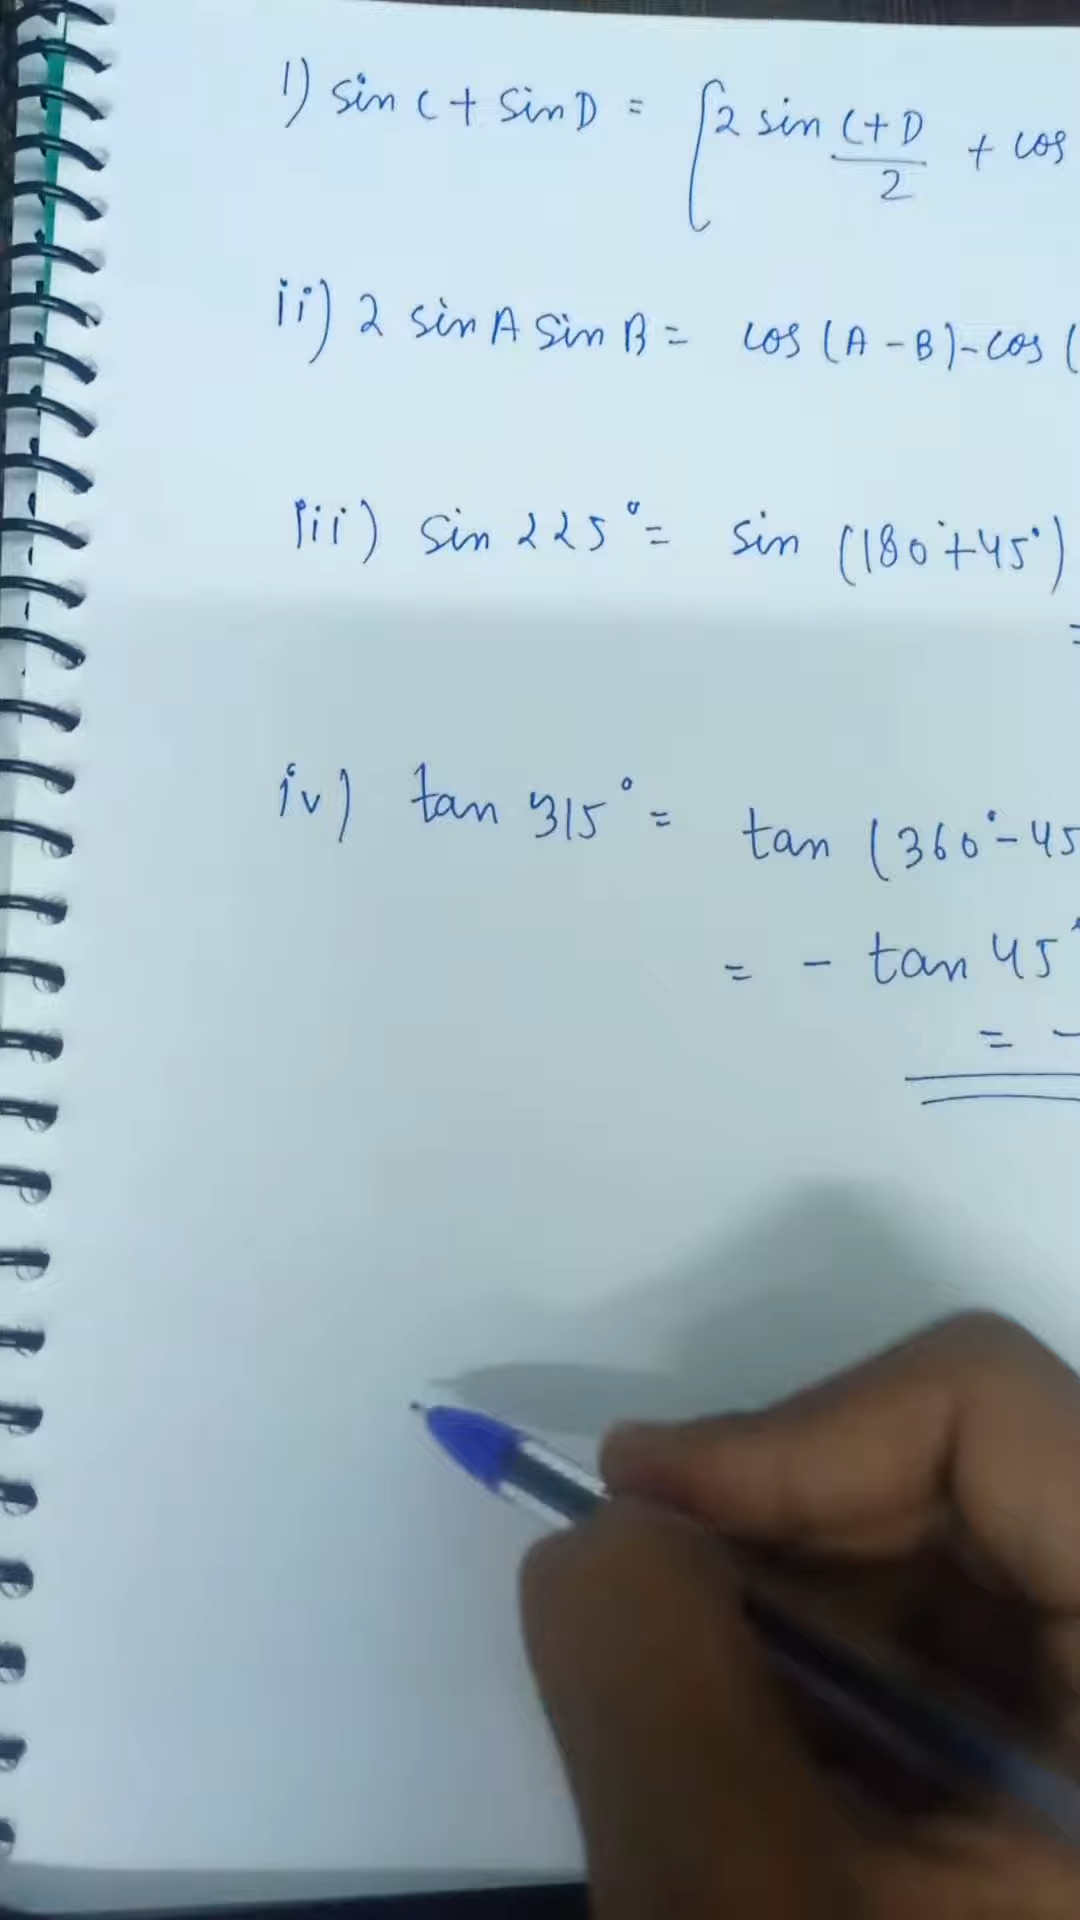 1) sin C + sin D = [2 sin (C+D)/2 + cos
ii) 2 sin A sin B = cos (A - B) - cos (
iii) sin 225° = sin (180° + 45°)
=
iv) tan 315° = tan (360° - 45
= - tan 45°
= -